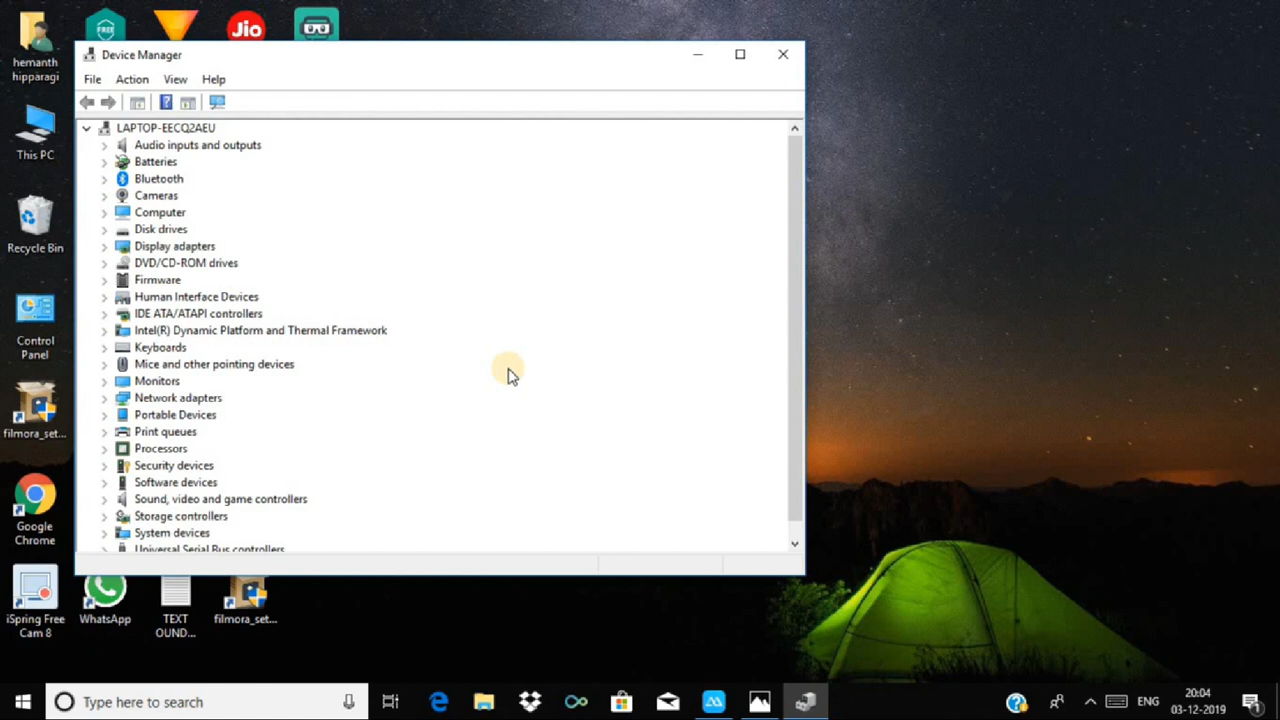 FREE
Jio
hemanth
hipparagi
This PC
Recycle Bin
Control
Panel
filmora_set...
Google
Chrome
iSpring Free
Cam 8
WhatsApp
TEXT
OUND...
filmora_set...
Device Manager
File Action View Help
LAPTOP-EECQ2AEU
Audio inputs and outputs
Batteries
Bluetooth
Cameras
Computer
Disk drives
Display adapters
DVD/CD-ROM drives
Firmware
Human Interface Devices
IDE ATA/ATAPI controllers
Intel(R) Dynamic Platform and Thermal Framework
Keyboards
Mice and other pointing devices
Monitors
Network adapters
Portable Devices
Print queues
Processors
Security devices
Software devices
Sound, video and game controllers
Storage controllers
System devices
Universal Serial Bus controllers
Type here to search
ENG
20:04
03-12-2019
1